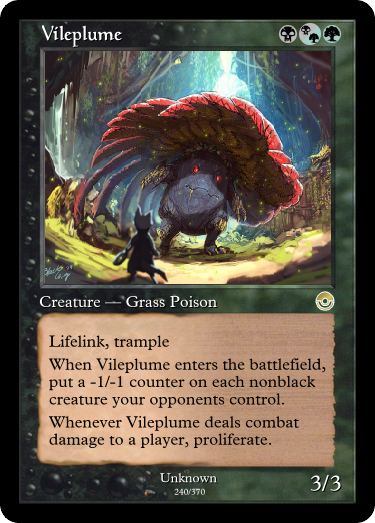 Vileplume
Creature — Grass Poison
Lifelink, trample
When Vileplume enters the battlefield,
put a -1/-1 counter on each nonblack
creature your opponents control.
Whenever Vileplume deals combat
damage to a player, proliferate.
Unknown
240/370
3/3